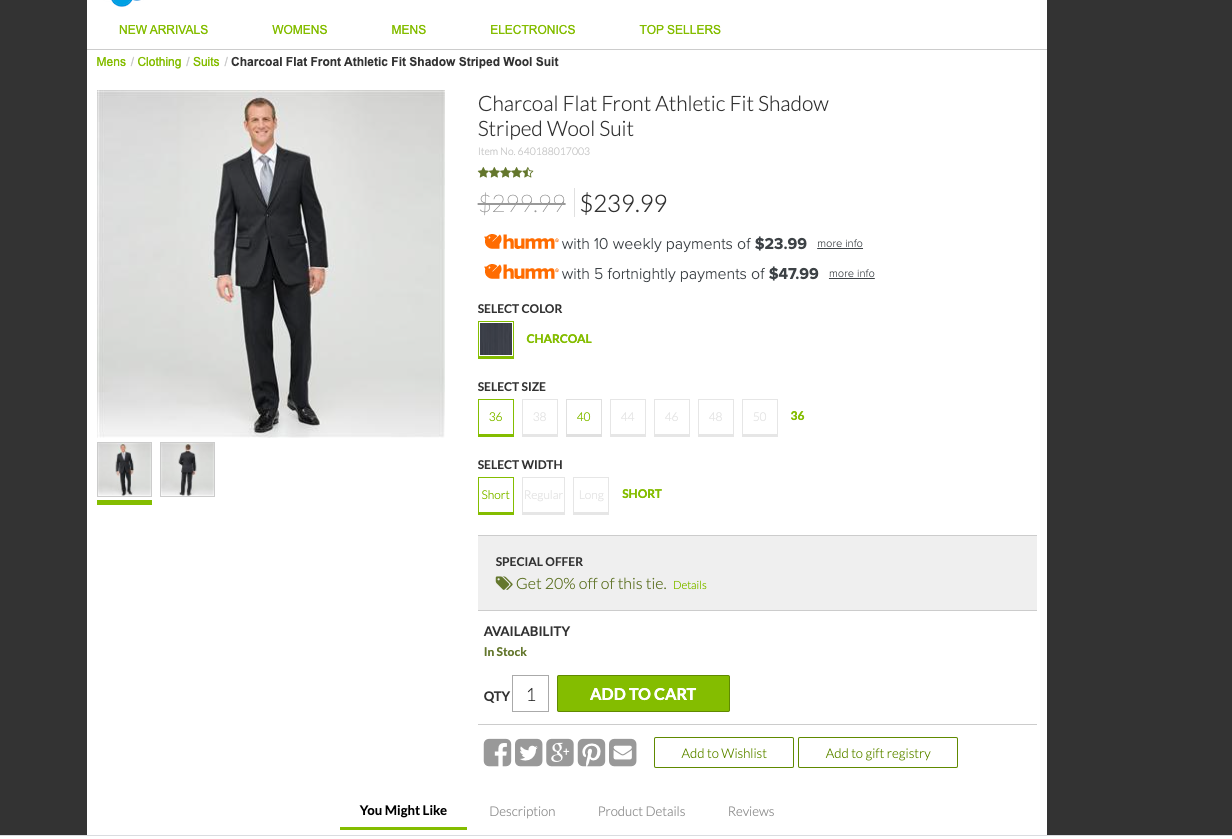 NEW ARRIVALS WOMENS MENS ELECTRONICS TOP SELLERS
Mens / Clothing / Suits / Charcoal Flat Front Athletic Fit Shadow Striped Wool Suit
Charcoal Flat Front Athletic Fit Shadow
Striped Wool Suit
Item No. 640188017003
$299.99 $239.99
humm with 10 weekly payments of $23.99 more info
humm with 5 fortnightly payments of $47.99 more info
SELECT COLOR
CHARCOAL
SELECT SIZE
36 38 40 44 46 48 50 36
SELECT WIDTH
Short Regular Long SHORT
SPECIAL OFFER
Get 20% off of this tie. Details
AVAILABILITY
In Stock
QTY 1 ADD TO CART
Add to Wishlist Add to gift registry
You Might Like Description Product Details Reviews